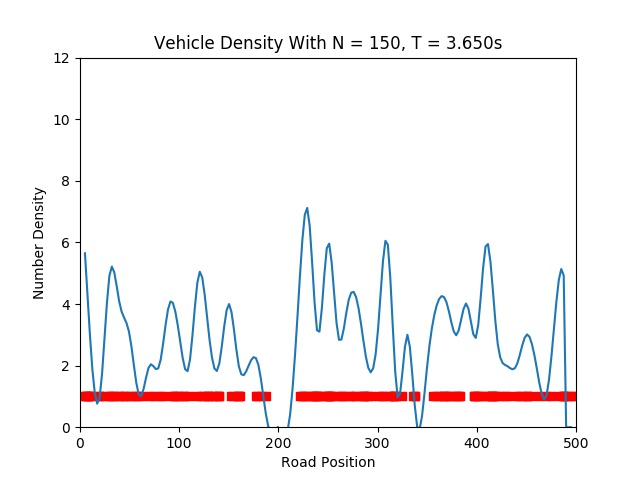 Vehicle Density With N = 150, T = 3.650s
12
10
8
6
4
2
0
Number Density
0 100 200 300 400 500
Road Position